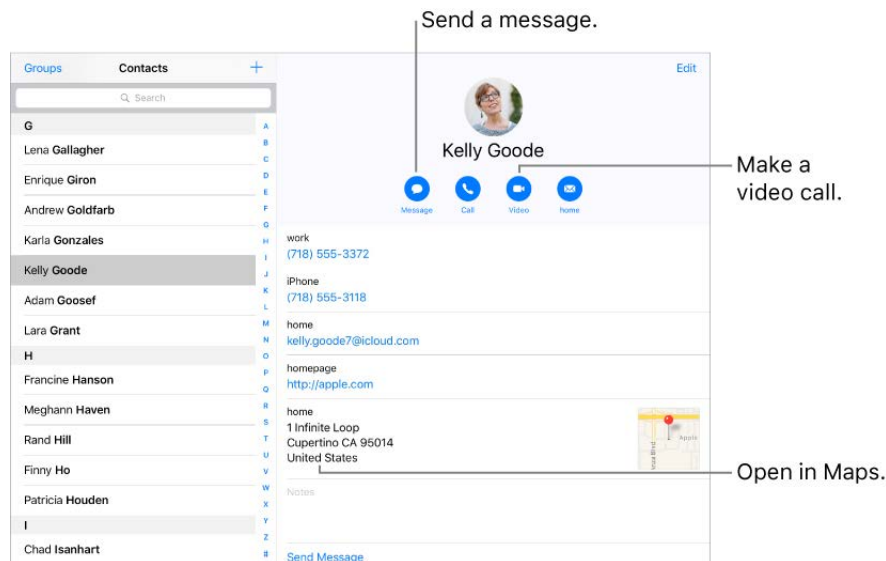 Send a message.
Groups
Contacts
+
Edit
Search
G
Lena Gallagher
Enrique Giron
Andrew Goldfarb
Karla Gonzales
Kelly Goode
Adam Goosef
Lara Grant
H
Francine Hanson
Meghann Haven
Rand Hill
Finny Ho
Patricia Houden
I
Chad Isanhart
A
B
C
D
E
F
G
H
I
J
K
L
M
N
O
P
Q
R
S
T
U
V
W
X
Y
Z
#
Kelly Goode
Message
Call
Video
home
Make a
video call.
work
(718) 555-3372
iPhone
(718) 555-3118
home
kelly.goode7@icloud.com
homepage
http://apple.com
home
1 Infinite Loop
Cupertino CA 95014
United States
Apple
Open in Maps.
Notes
Send Message